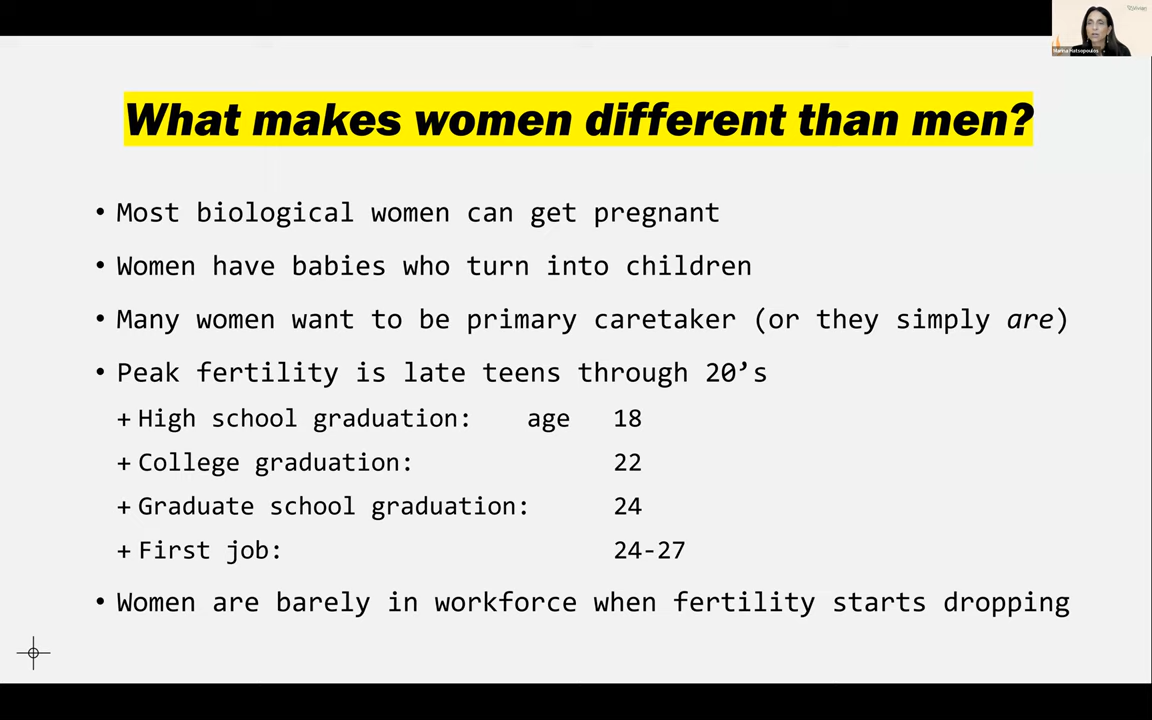 What makes women different than men?
• Most biological women can get pregnant
• Women have babies who turn into children
• Many women want to be primary caretaker (or they simply are)
• Peak fertility is late teens through 20’s
+ High school graduation: age 18
+ College graduation: 22
+ Graduate school graduation: 24
+ First job: 24-27
• Women are barely in workforce when fertility starts dropping
Matsopoulos